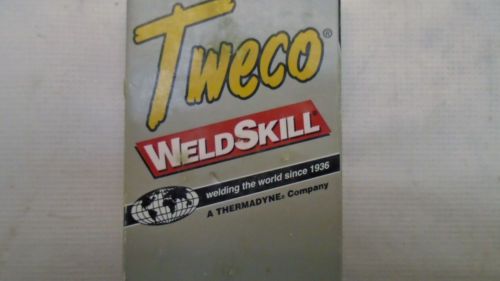 Tweco®
WELDSKILL®
welding the world since 1936
A THERMADYNE® Company